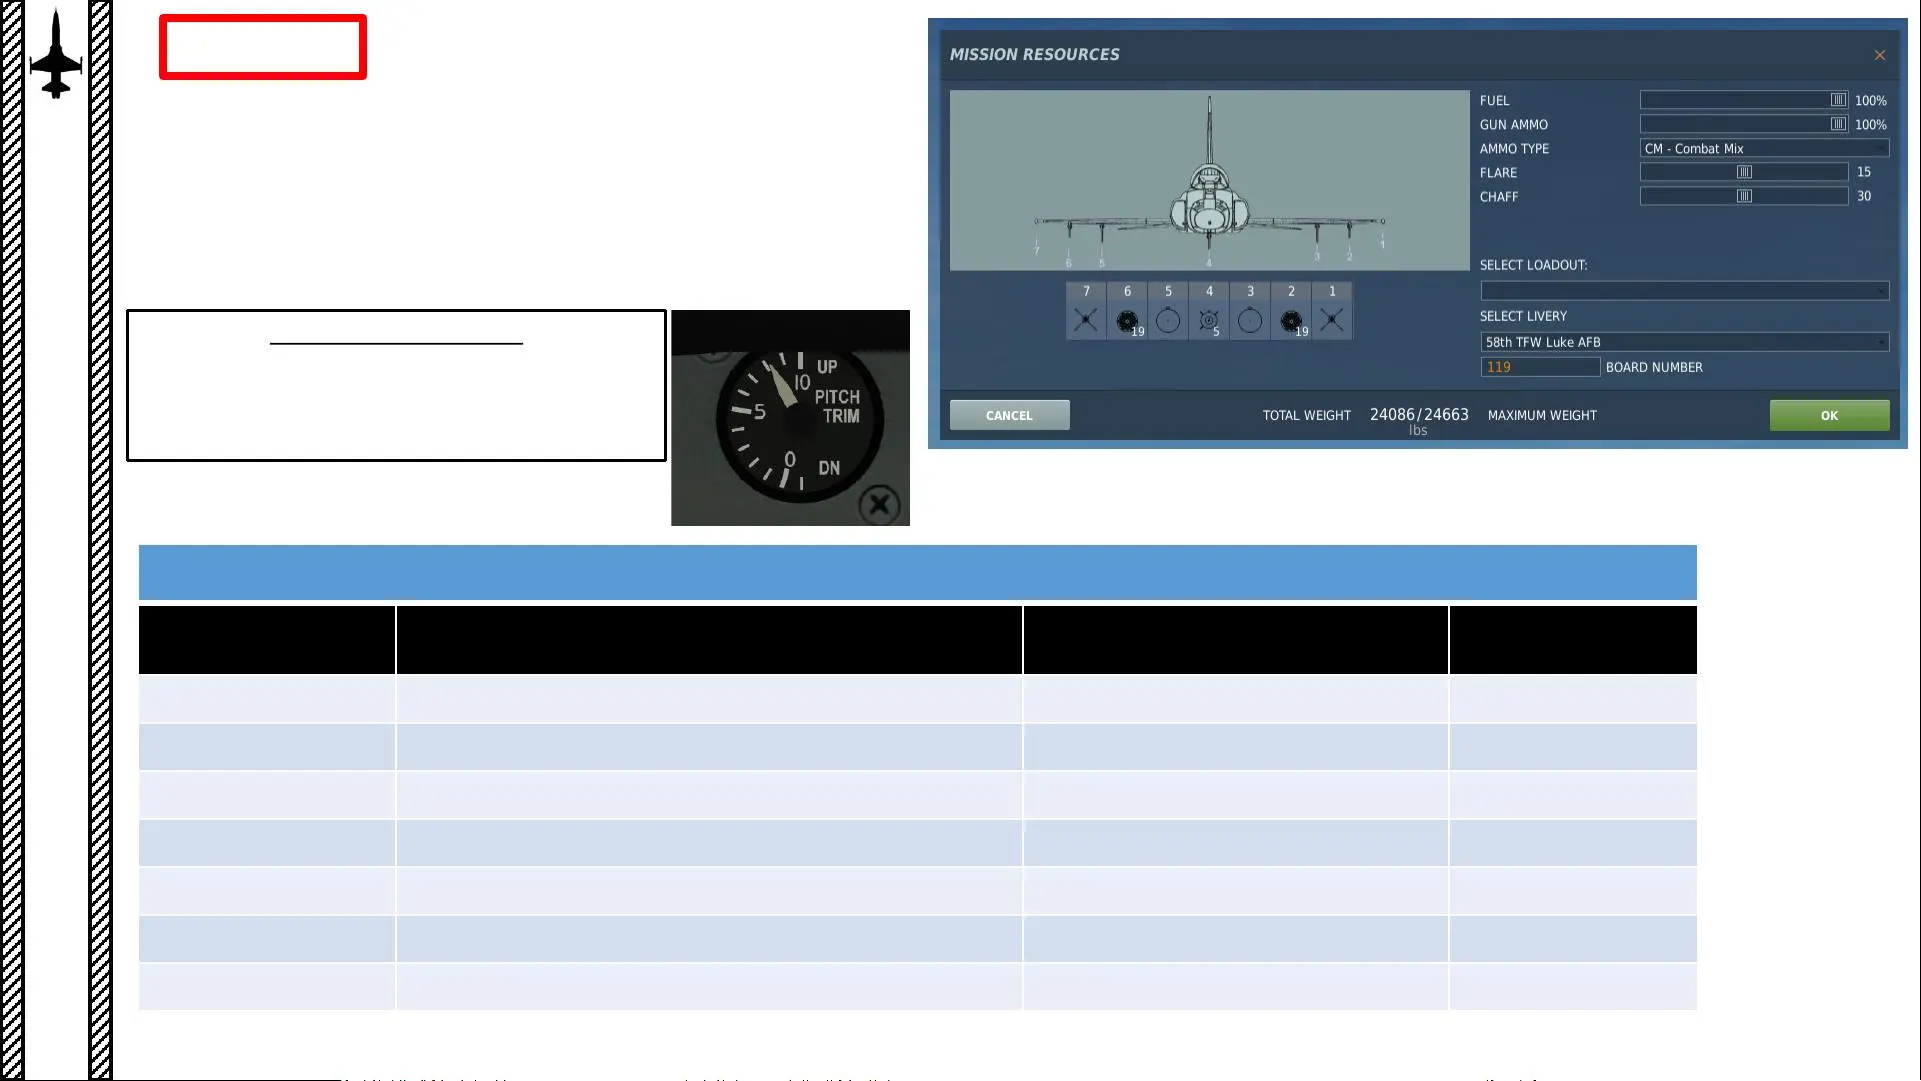 MISSION RESOURCES
×
FUEL 100%
GUN AMMO 100%
AMMO TYPE CM - Combat Mix
FLARE 15
CHAFF 30
7 6 5 4 3 2 1
SELECT LOADOUT:
7 6 5 4 3 2 1
19 5 19
SELECT LIVERY
58th TFW Luke AFB
119 BOARD NUMBER
CANCEL TOTAL WEIGHT 24086/24663 MAXIMUM WEIGHT OK
lbs
UP
10
PITCH
5 TRIM
0 DN